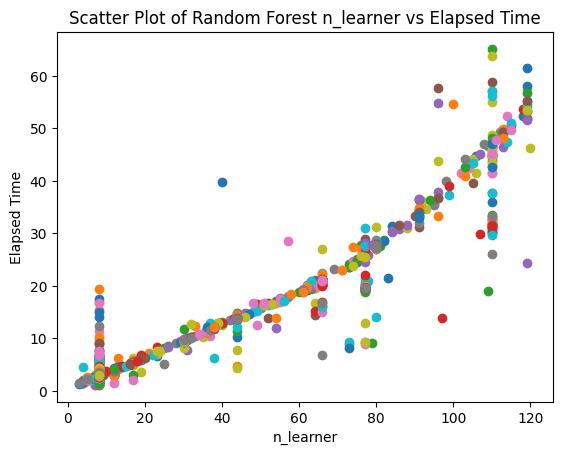 Scatter Plot of Random Forest n_learner vs Elapsed Time
Elapsed Time
60
50
40
30
20
10
0
0 20 40 60 80 100 120
n_learner